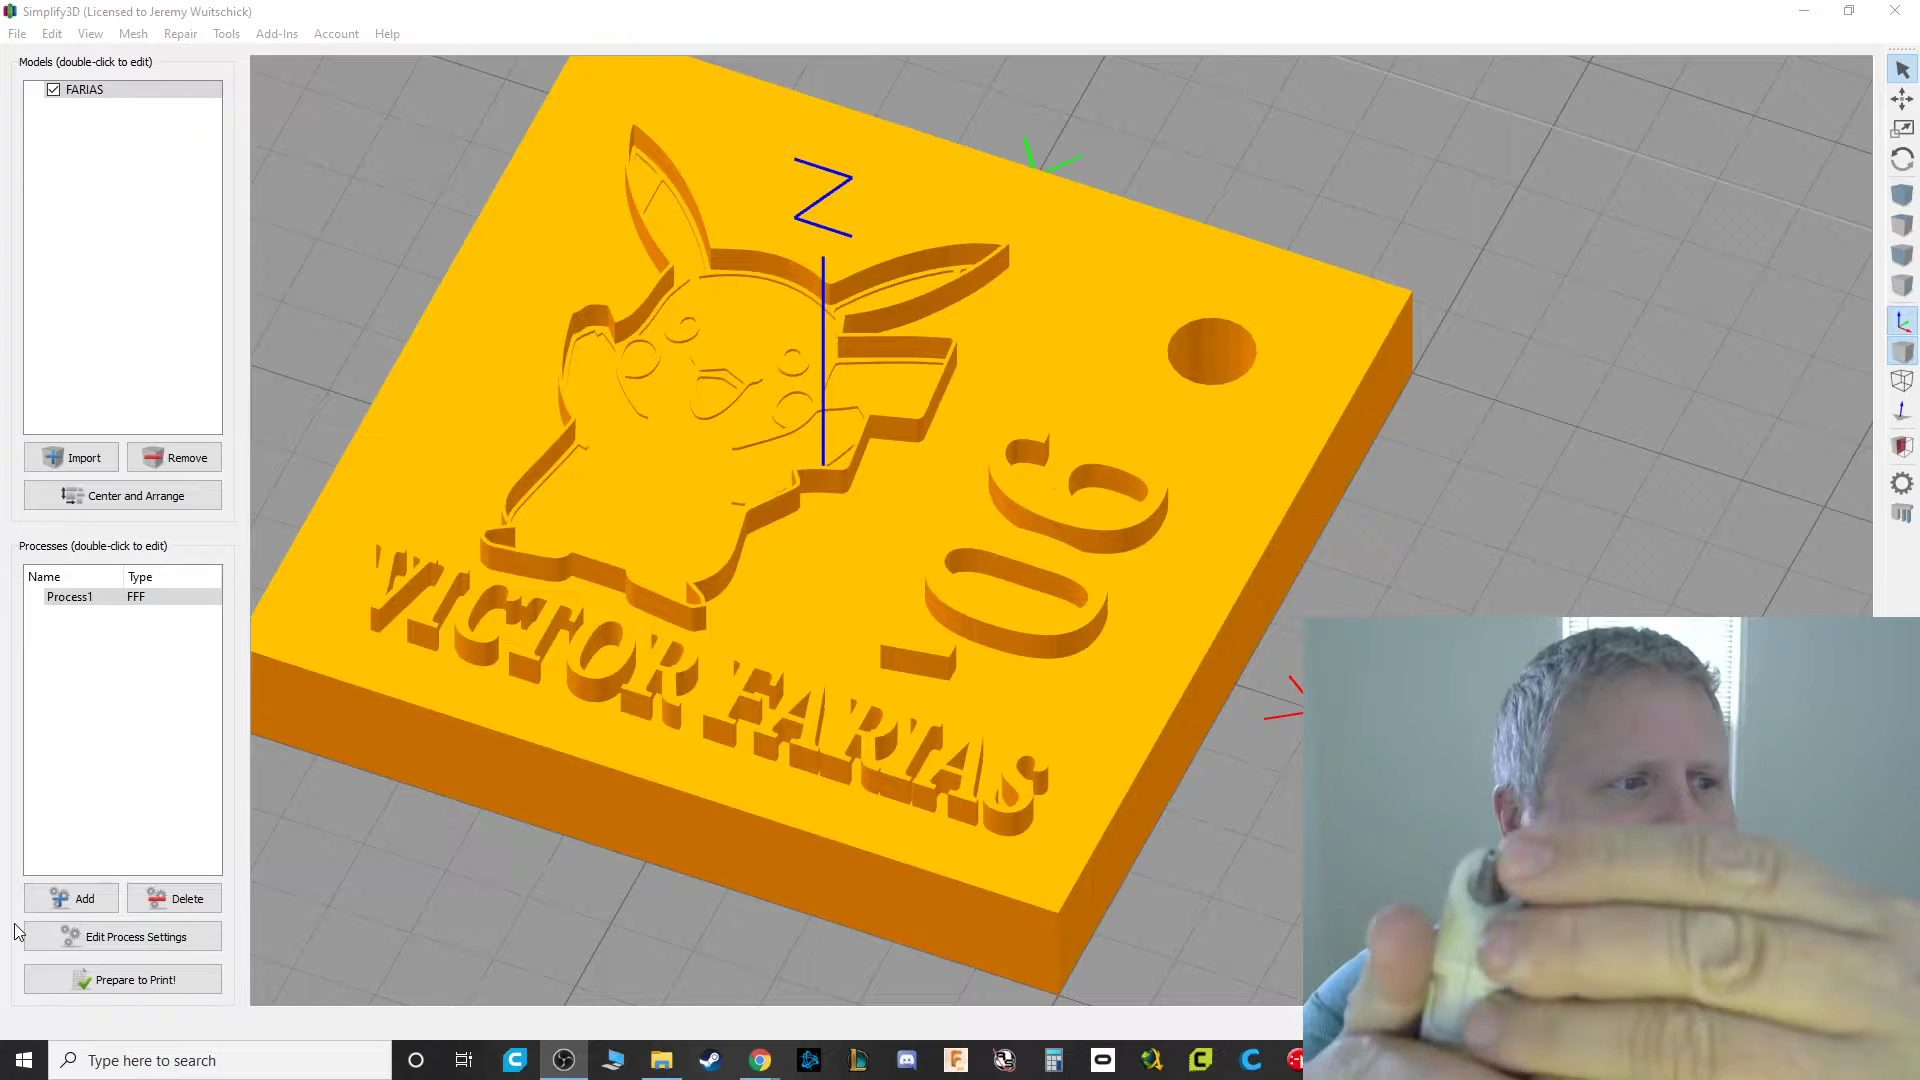 Simplify3D (Licensed to Jeremy Wuitschick)
File Edit View Mesh Repair Tools Add-Ins Account Help
Models (double-click to edit)
FARIAS
Import Remove
Center and Arrange
Processes (double-click to edit)
Name Type
Process1 FFF
Add Delete
Edit Process Settings
Prepare to Print!
Z
VICTOR FARIAS
Type here to search